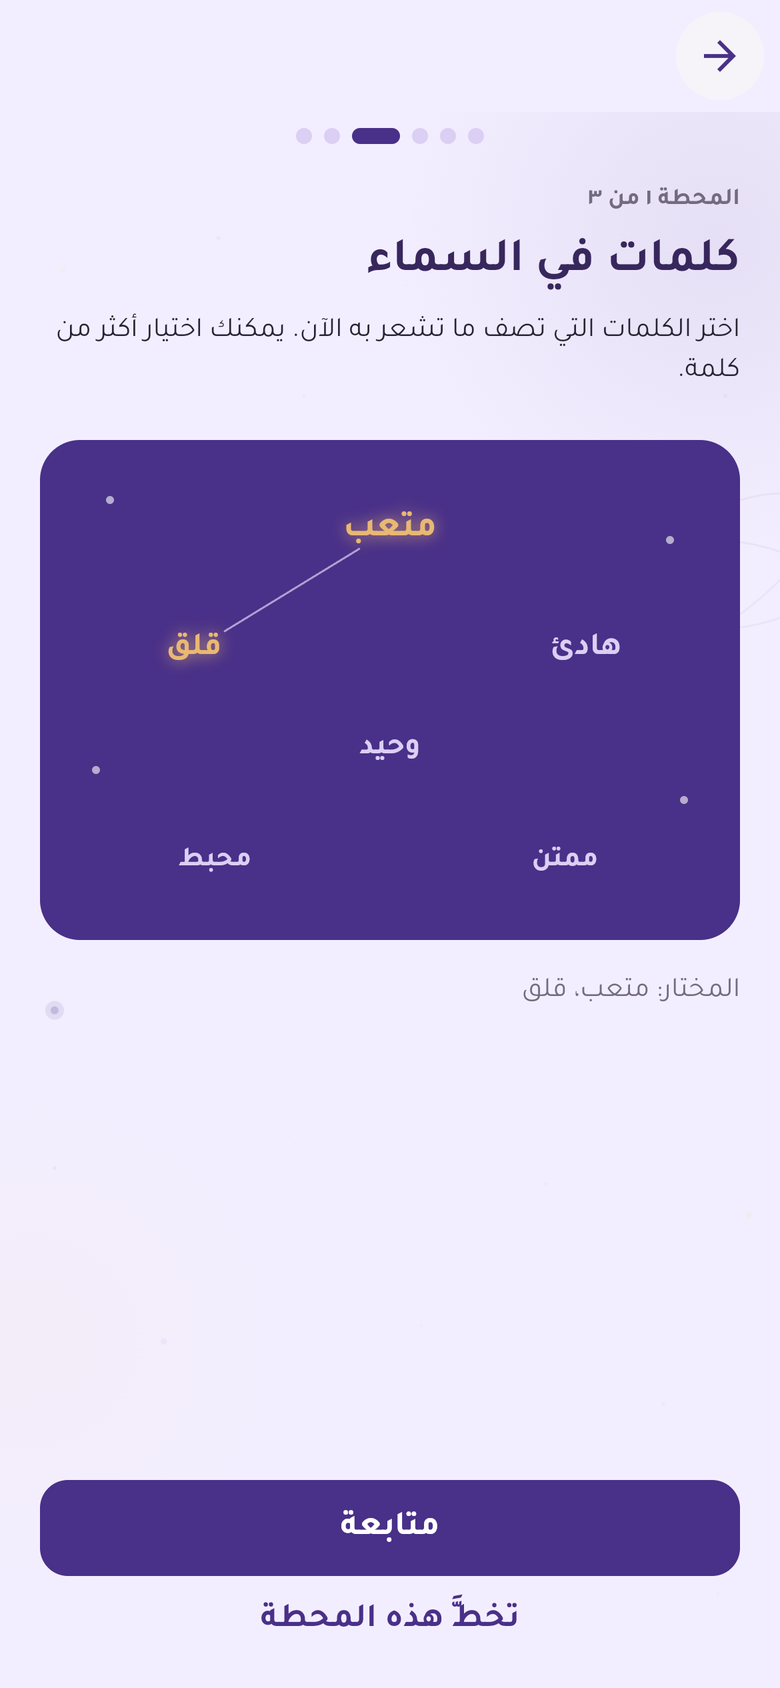 المحطة ١ من ٣
كلمات في السماء
اختر الكلمات التي تصف ما تشعر به الآن. يمكنك اختيار أكثر من
كلمة.
متعب
هادئ
قلق
وحيد
ممتن
محبط
المختار: متعب، قلق
متابعة
تخطَّ هذه المحطة